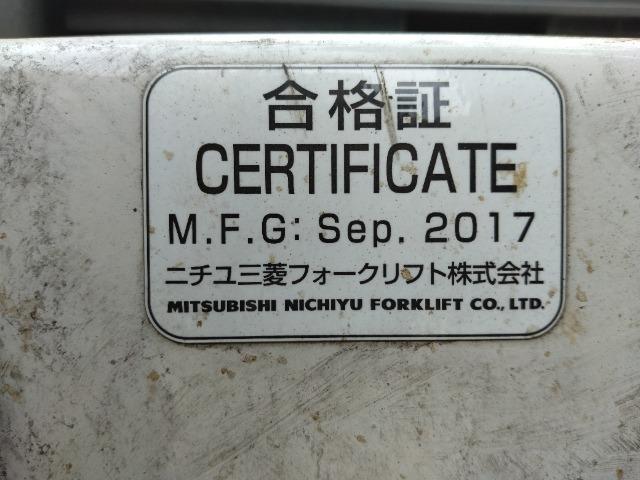 合格証
CERTIFICATE
M.F.G: Sep. 2017
ニチユ三菱フォークリフト株式会社
MITSUBISHI NICHIYU FORKLIFT CO., LTD.